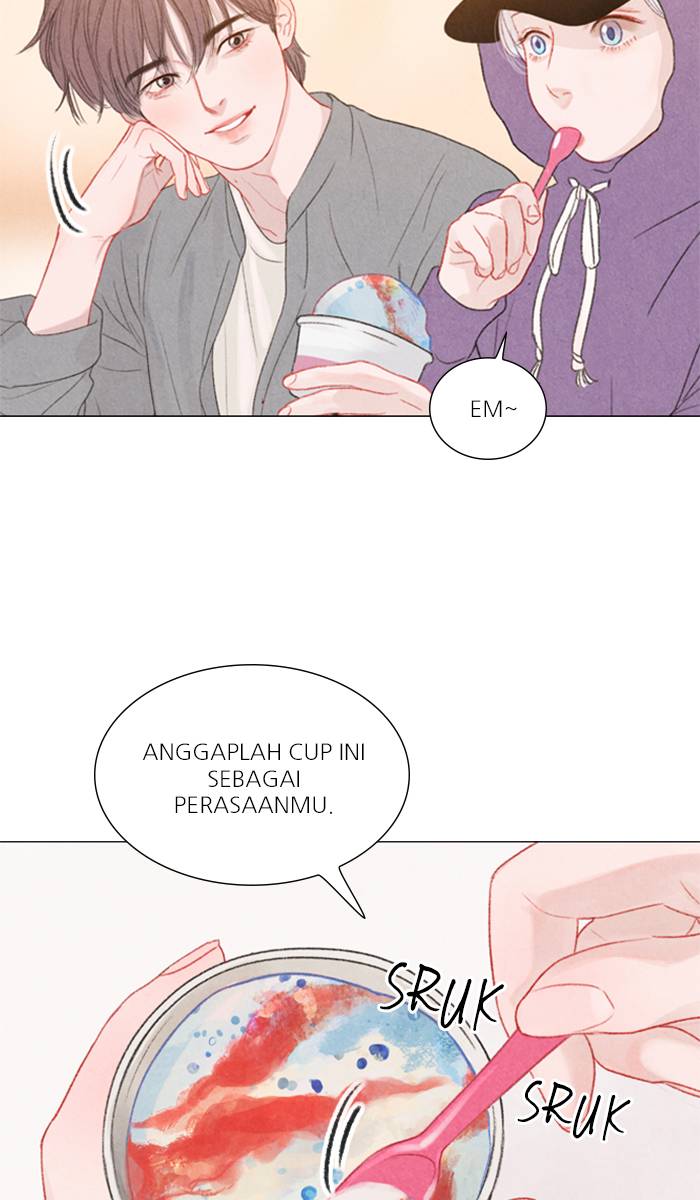 EM~
ANGGAPLAH CUP INI
SEBAGAI
PERASAANMU.
SRUK
SRUK